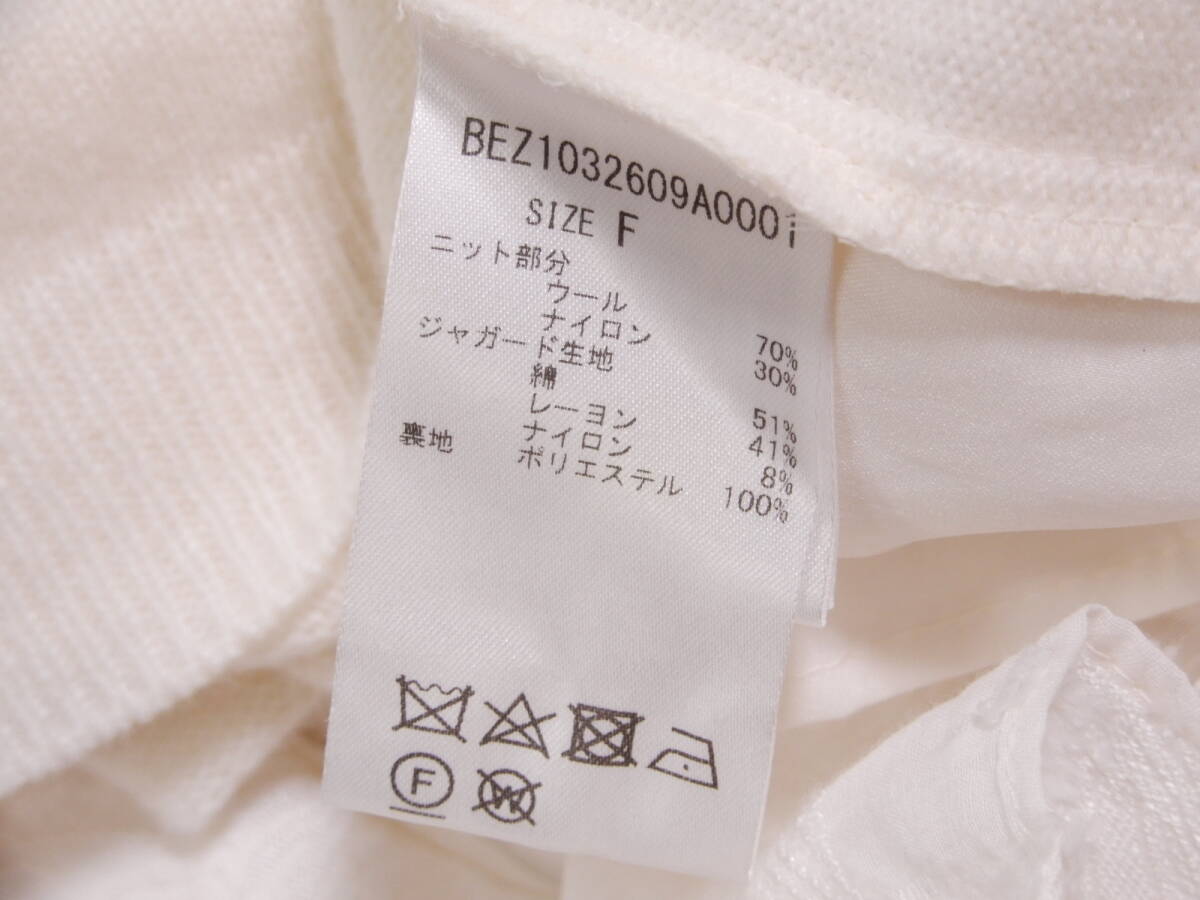 BEZ1032609A0001
SIZE F
ニット部分
ウール 70%
ナイロン 30%
ジャガード生地
綿 51%
レーヨン 41%
ナイロン 8%
裏地 ポリエステル 100%
F W